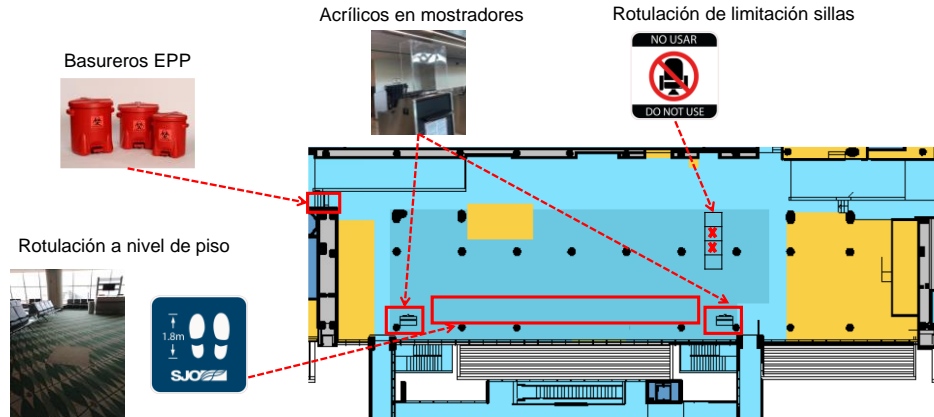 Acrílicos en mostradores
Rotulación de limitación sillas
NO USAR
DO NOT USE
Basureros EPP
Rotulación a nivel de piso
1.8m
SJO